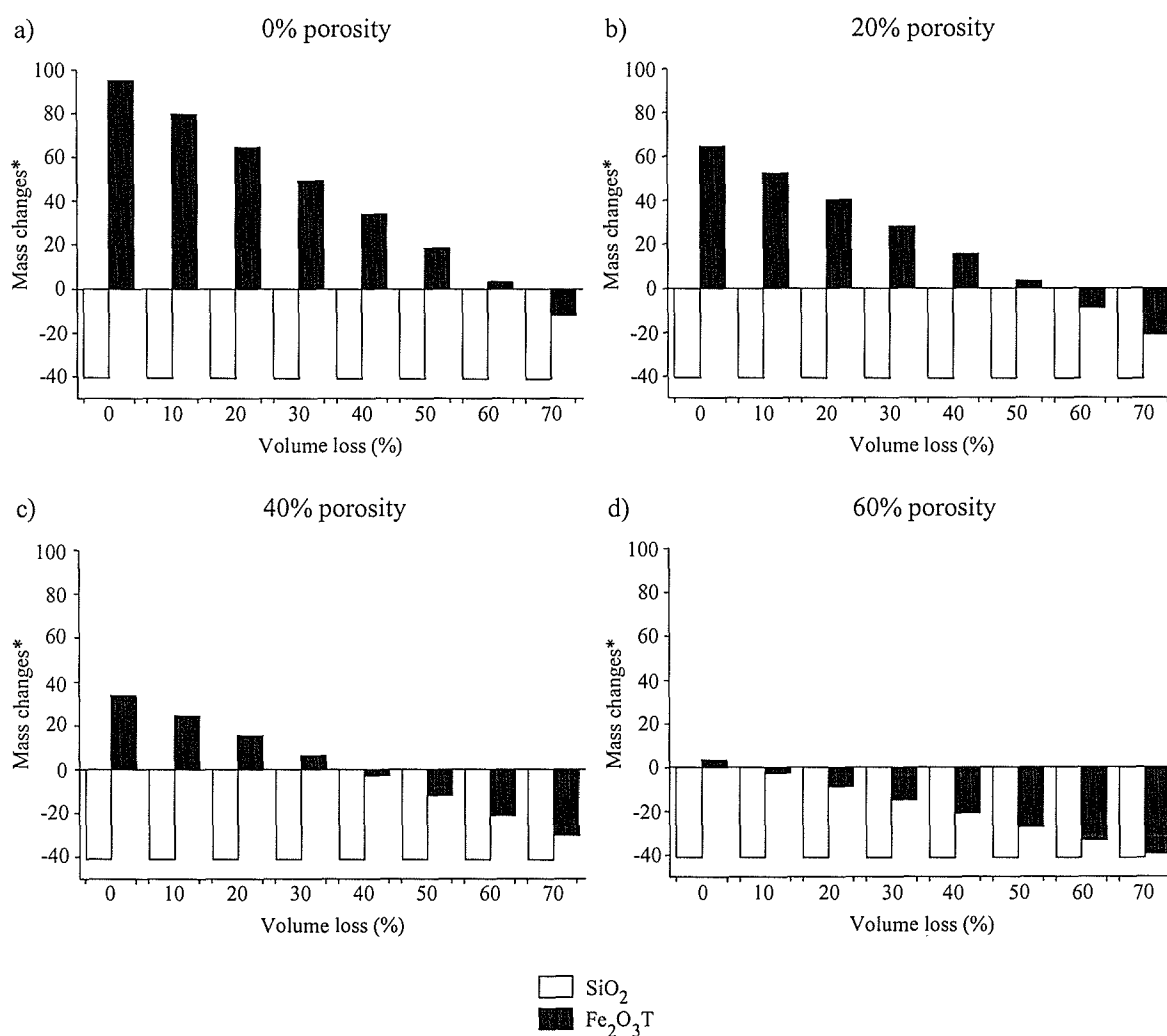 a) 0% porosity
100
80
60
40
20
0
-20
-40
Mass changes*
0 10 20 30 40 50 60 70
Volume loss (%)
b) 20% porosity
100
80
60
40
20
0
-20
-40
Mass changes*
0 10 20 30 40 50 60 70
Volume loss (%)
c) 40% porosity
100
80
60
40
20
0
-20
-40
Mass changes*
0 10 20 30 40 50 60 70
Volume loss (%)
d) 60% porosity
100
80
60
40
20
0
-20
-40
Mass changes*
0 10 20 30 40 50 60 70
Volume loss (%)
SiO₂
Fe₂O₃T